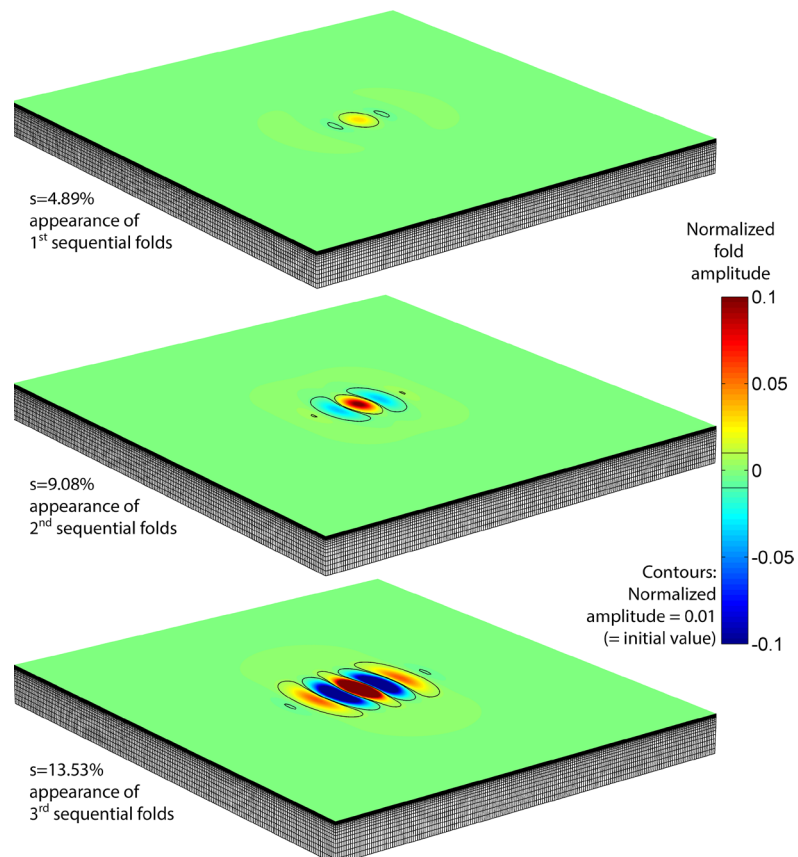 s=4.89%
appearance of
1st sequential folds
Normalized
fold
amplitude
0.1
0.05
0
-0.05
-0.1
s=9.08%
appearance of
2nd sequential folds
Contours:
Normalized
amplitude = 0.01
(= initial value)
s=13.53%
appearance of
3rd sequential folds